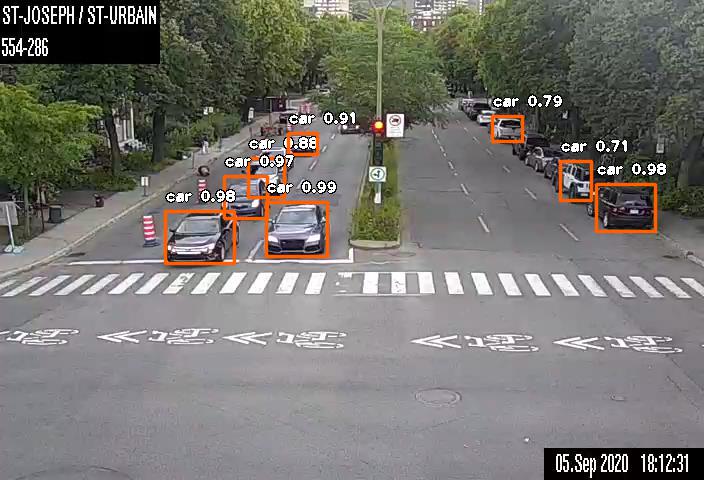 ST-JOSEPH / ST-URBAIN
554-286
car 0.79
car 0.91
car 0.88
car 0.71
car 0.97
car 0.98
car 0.98
car 0.99
05.Sep 2020 18:12:31